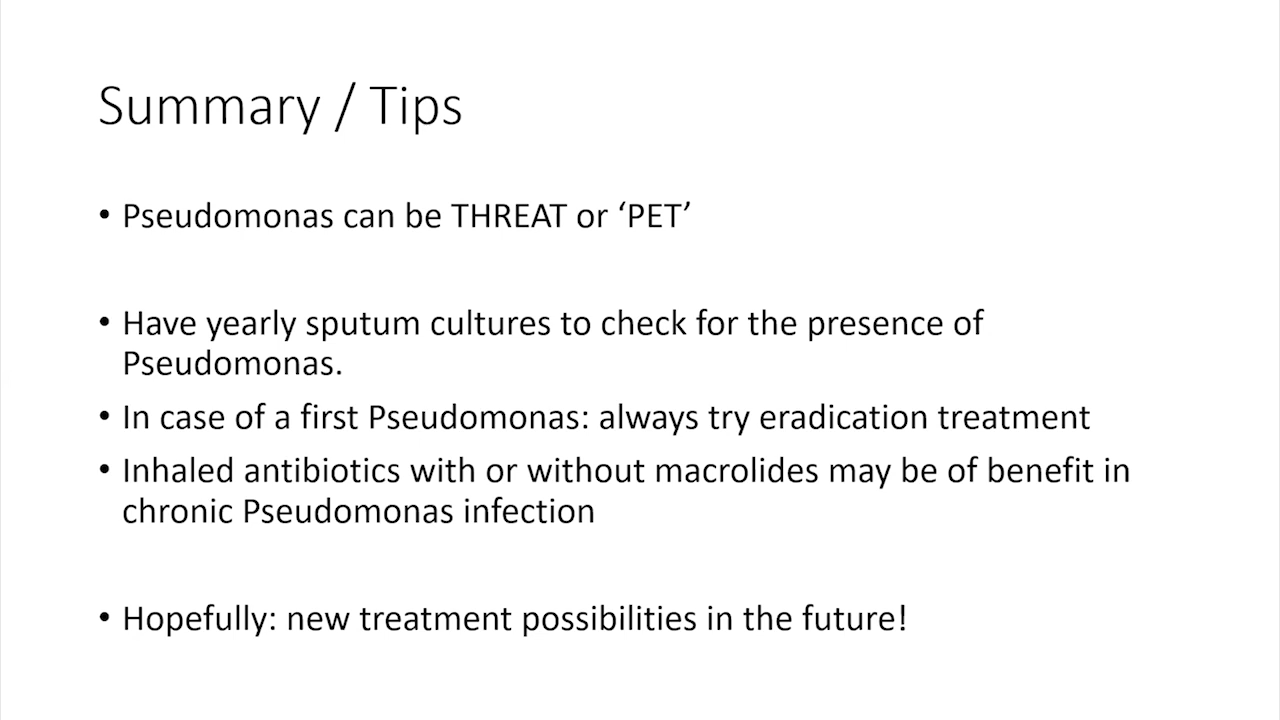 Summary / Tips
• Pseudomonas can be THREAT or ‘PET’
• Have yearly sputum cultures to check for the presence of
Pseudomonas.
• In case of a first Pseudomonas: always try eradication treatment
• Inhaled antibiotics with or without macrolides may be of benefit in
chronic Pseudomonas infection
• Hopefully: new treatment possibilities in the future!